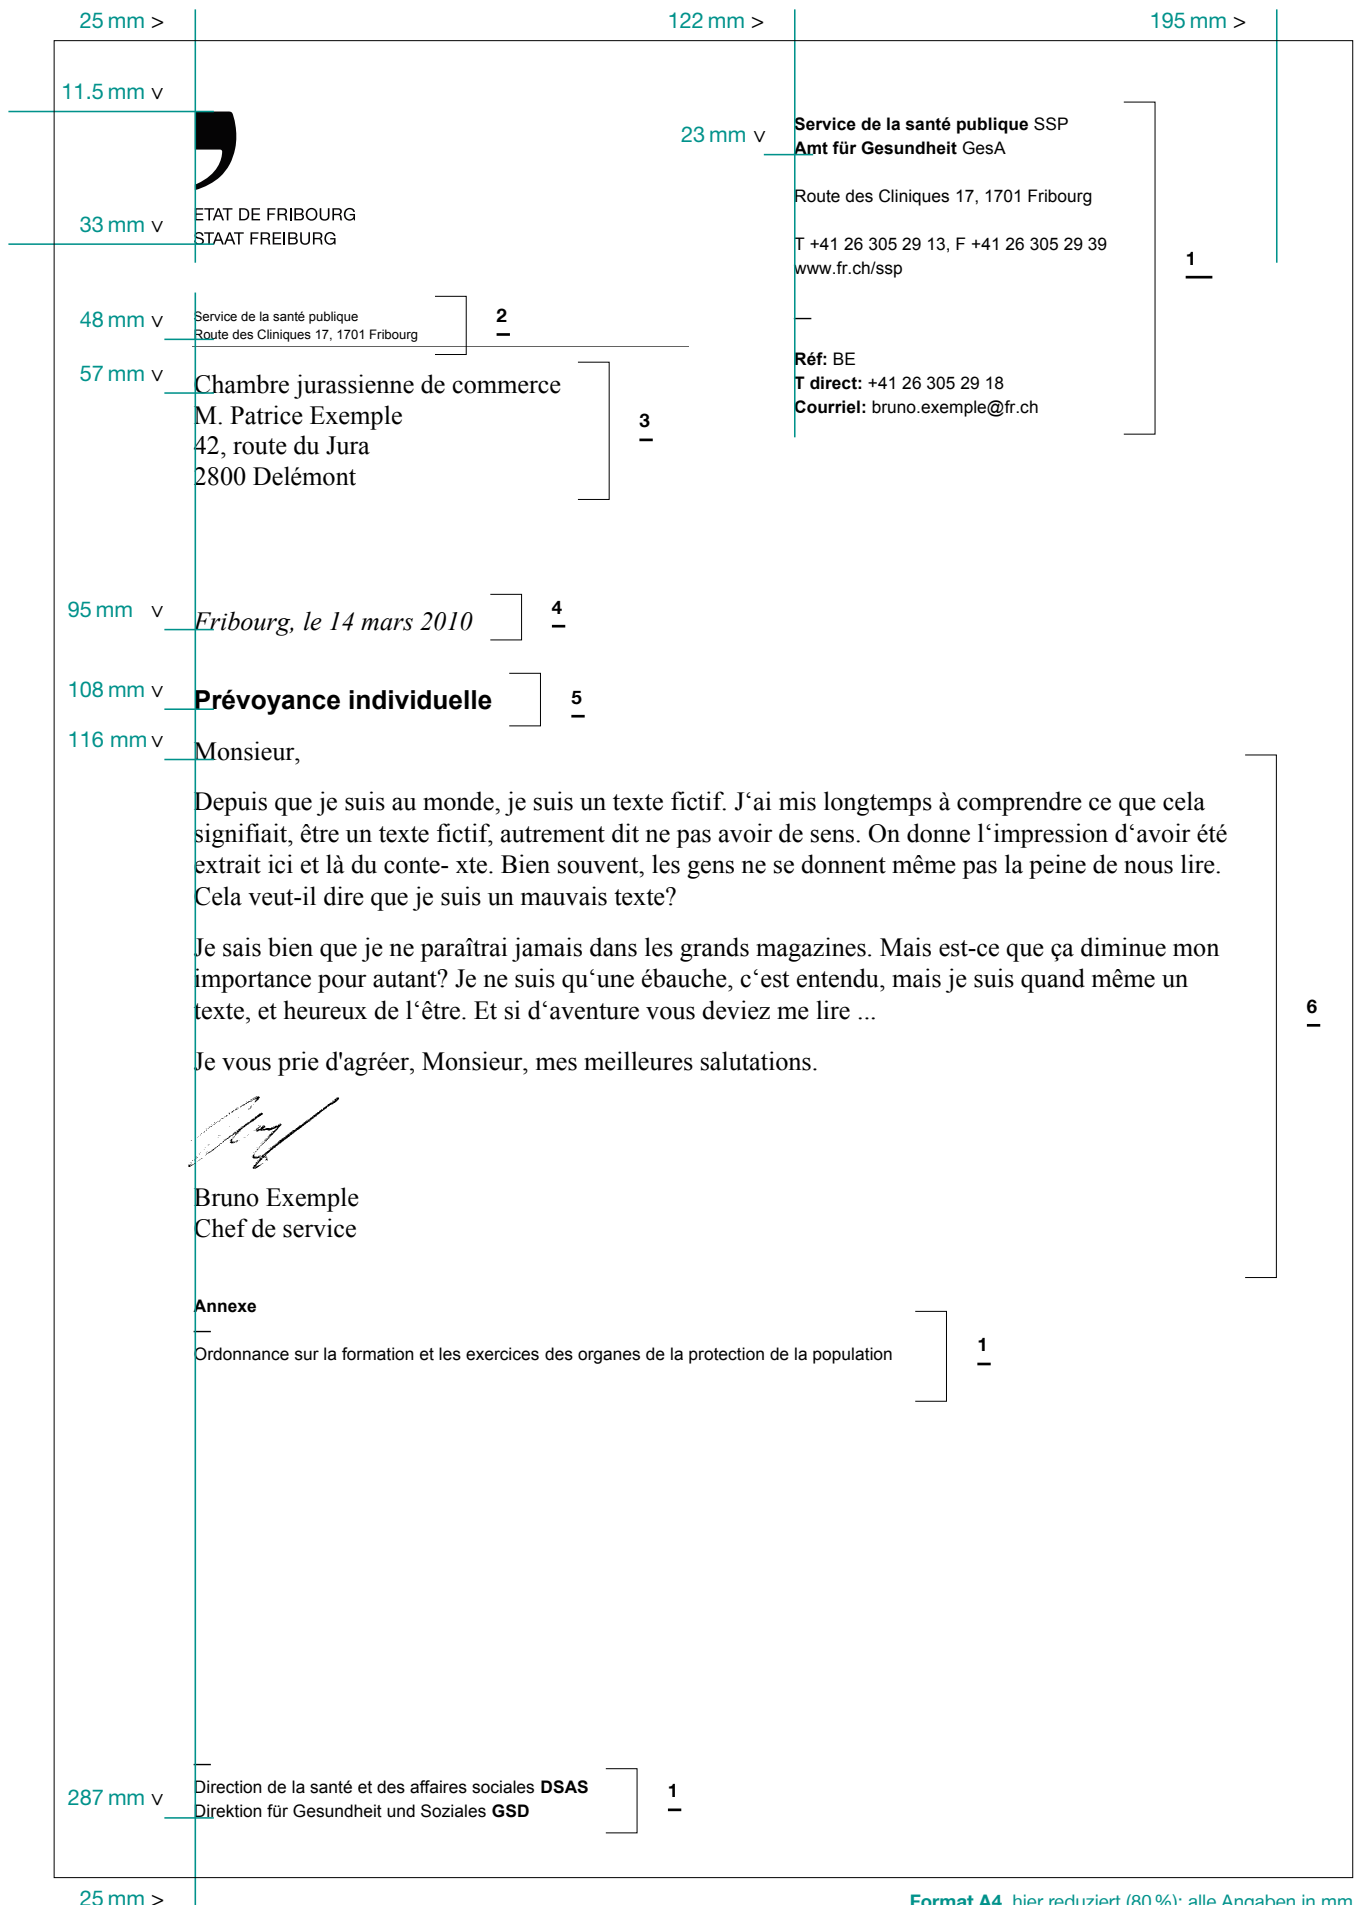 25 mm >
122 mm >
195 mm >
11.5 mm v
23 mm v
Service de la santé publique SSP
Amt für Gesundheit GesA
Route des Cliniques 17, 1701 Fribourg
33 mm v
ETAT DE FRIBOURG
STAAT FREIBURG
T +41 26 305 29 13, F +41 26 305 29 39
www.fr.ch/ssp
1
—
48 mm v
Service de la santé publique
Route des Cliniques 17, 1701 Fribourg
2
Réf: BE
T direct: +41 26 305 29 18
Courriel: bruno.exemple@fr.ch
57 mm v
Chambre jurassienne de commerce
M. Patrice Exemple
42, route du Jura
2800 Delémont
3
95 mm v
Fribourg, le 14 mars 2010
4
108 mm v
Prévoyance individuelle
5
116 mm v
Monsieur,
Depuis que je suis au monde, je suis un texte fictif. J‘ai mis longtemps à comprendre ce que cela
signifiait, être un texte fictif, autrement dit ne pas avoir de sens. On donne l‘impression d‘avoir été
extrait ici et là du conte- xte. Bien souvent, les gens ne se donnent même pas la peine de nous lire.
Cela veut-il dire que je suis un mauvais texte?
Je sais bien que je ne paraîtrai jamais dans les grands magazines. Mais est-ce que ça diminue mon
importance pour autant? Je ne suis qu‘une ébauche, c‘est entendu, mais je suis quand même un
texte, et heureux de l‘être. Et si d‘aventure vous deviez me lire ...
6
Je vous prie d'agréer, Monsieur, mes meilleures salutations.
Bruno Exemple
Chef de service
Annexe
—
Ordonnance sur la formation et les exercices des organes de la protection de la population
1
—
287 mm v
Direction de la santé et des affaires sociales DSAS
Direktion für Gesundheit und Soziales GSD
1
25 mm >
Format A4, hier reduziert (80 %); alle Angaben in mm